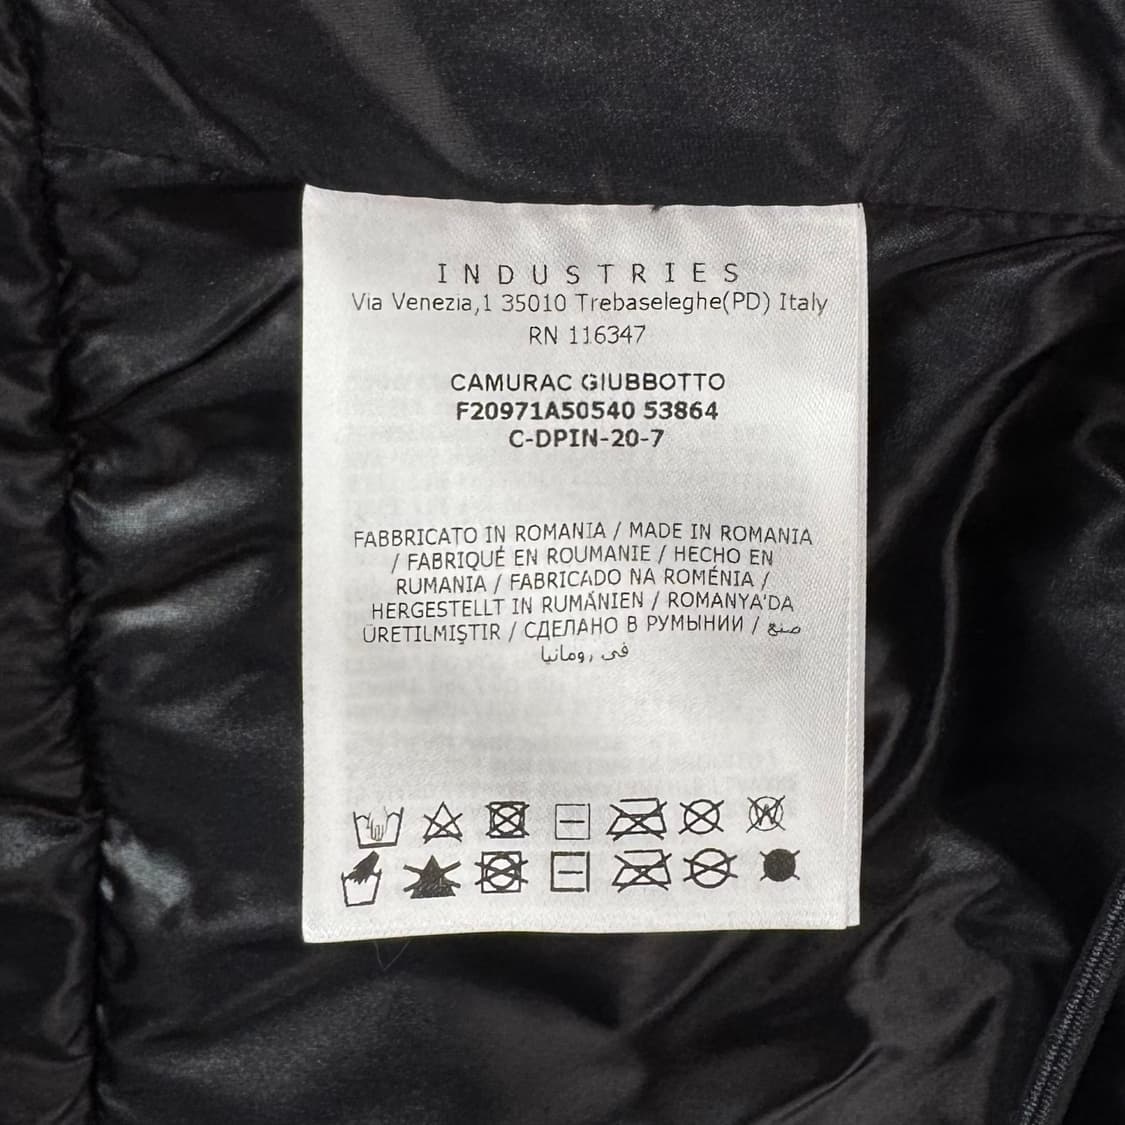 INDUSTRIES
Via Venezia,1 35010 Trebaseleghe(PD) Italy
RN 116347
CAMURAC GIUBBOTTO
F20971A50540 53864
C-DPIN-20-7
FABBRICATO IN ROMANIA / MADE IN ROMANIA
/ FABRIQUÉ EN ROUMANIE / HECHO EN
RUMANIA / FABRICADO NA ROMÉNIA /
HERGESTELLT IN RUMÄNIEN / ROMANYA'DA
ÜRETILMIŞTIR / СДЕЛАНО В РУМЫНИИ / صنع
في رومانيا